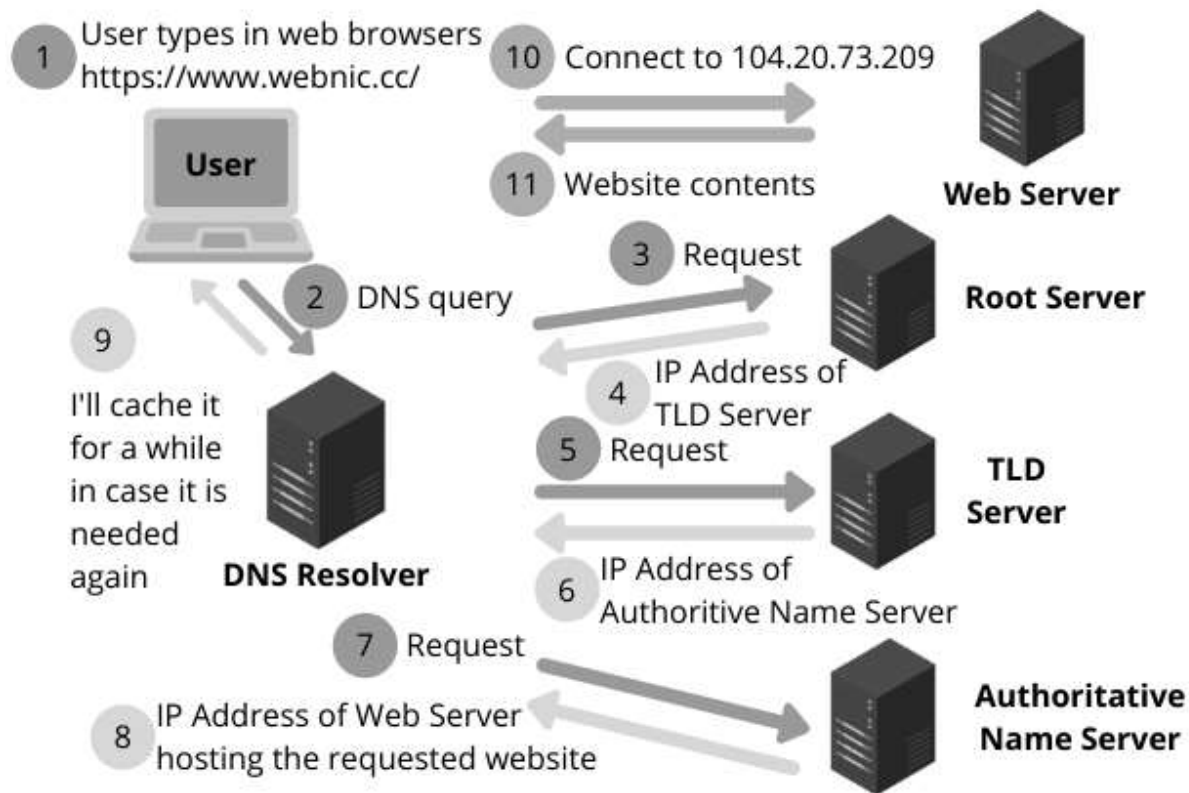 1
User types in web browsers
https://www.webnic.cc/
User
10 Connect to 104.20.73.209
11 Website contents
Web Server
2 DNS query
3 Request
Root Server
4 IP Address of
TLD Server
5 Request
TLD
Server
6 IP Address of
Authoritive Name Server
7 Request
8 IP Address of Web Server
hosting the requested website
Authoritative
Name Server
9
I'll cache it
for a while
in case it is
needed
again
DNS Resolver